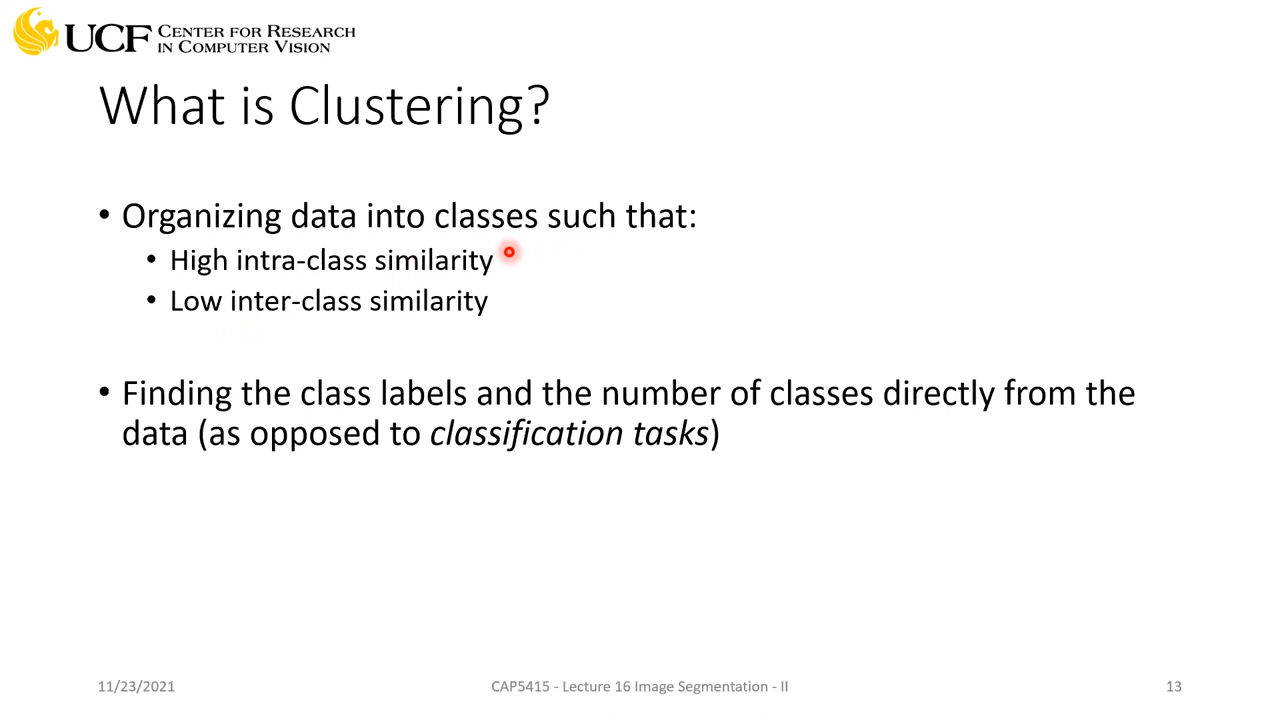 UCF CENTER FOR RESEARCH
IN COMPUTER VISION
What is Clustering?
• Organizing data into classes such that:
• High intra-class similarity
• Low inter-class similarity
• Finding the class labels and the number of classes directly from the
data (as opposed to classification tasks)
11/23/2021
CAP5415 - Lecture 16 Image Segmentation - II
13